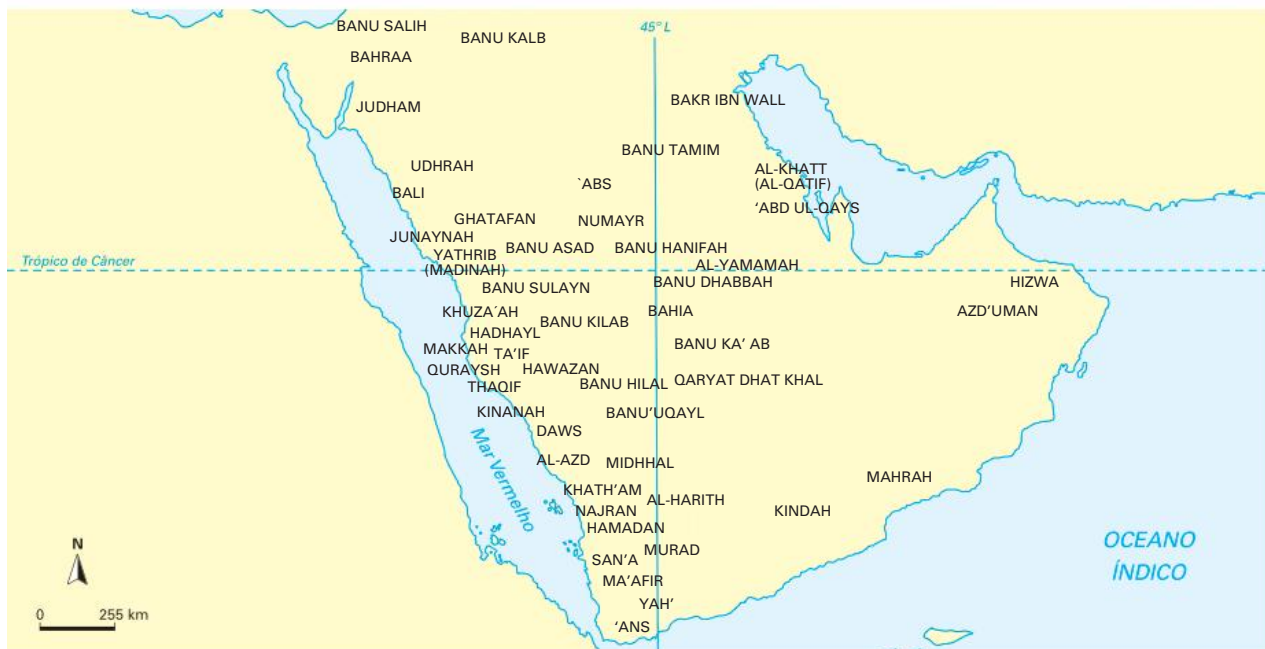 BANU SALIH
45° L
BANU KALB
BAHRAA
BAKR IBN WALL
JUDHAM
BANU TAMIM
UDHRAH
AL-KHATT
(AL-QATIF)
`ABS
BALI
‘ABD UL-QAYS
GHATAFAN
NUMAYR
JUNAYNAH
BANU ASAD
BANU HANIFAH
YATHRIB
(MADINAH)
Trópico de Câncer
AL-YAMAMAH
BANU DHABBAH
HIZWA
BANU SULAYN
KHUZA´AH
BAHIA
AZD’UMAN
BANU KILAB
HADHAYL
BANU KA’ AB
MAKKAH
TA’IF
QURAYSH
HAWAZAN
THAQIF
BANU HILAL
QARYAT DHAT KHAL
KINANAH
BANU’UQAYL
DAWS
Mar Vermelho
AL-AZD
MIDHHAL
MAHRAH
KHATH’AM
AL-HARITH
NAJRAN
KINDAH
HAMADAN
OCEANO
ÍNDICO
N
MURAD
SAN’A
MA’AFIR
YAH’
0 255 km
‘ANS